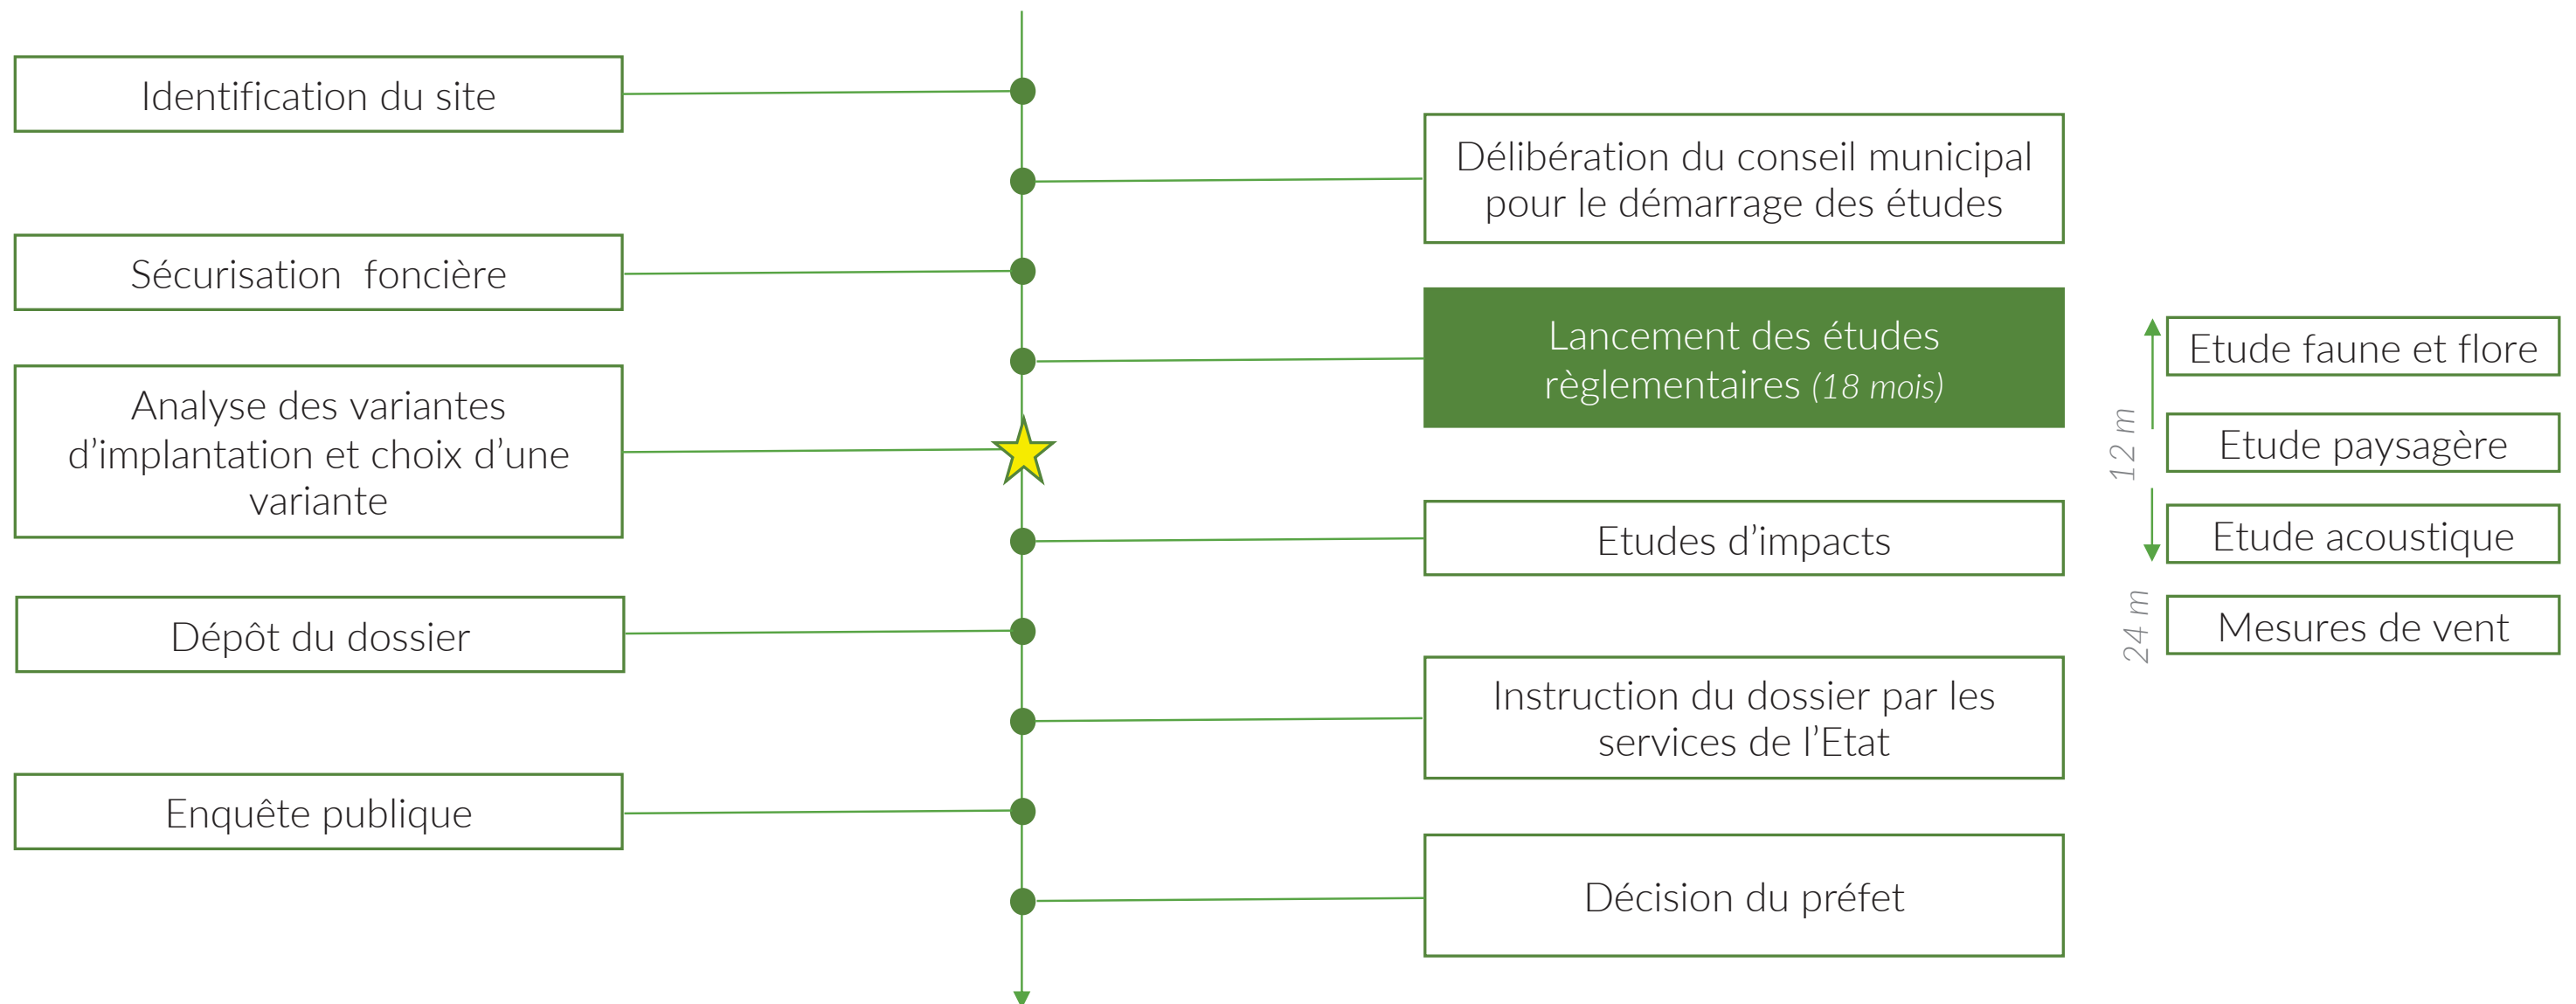 Identification du site
Délibération du conseil municipal
pour le démarrage des études
Sécurisation  foncière
Lancement des études
règlementaires (18 mois)
Analyse des variantes
d’implantation et choix d’une
variante
Etudes d’impacts
Dépôt du dossier
Instruction du dossier par les
services de l’Etat
Enquête publique
Décision du préfet
12 m
Etude faune et flore
Etude paysagère
Etude acoustique
24 m
Mesures de vent